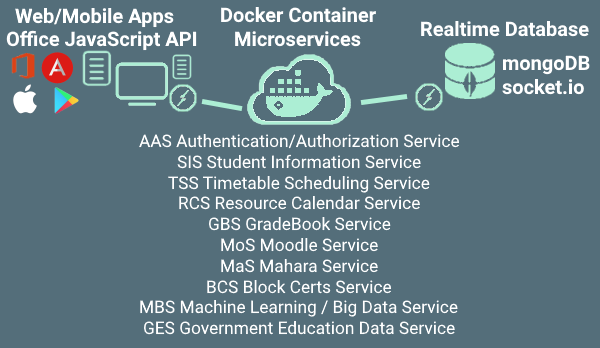 Web/Mobile Apps
Office JavaScript API
Docker Container
Microservices
Realtime Database
mongoDB
socket.io
AAS Authentication/Authorization Service
SIS Student Information Service
TSS Timetable Scheduling Service
RCS Resource Calendar Service
GBS GradeBook Service
MoS Moodle Service
MaS Mahara Service
BCS Block Certs Service
MBS Machine Learning / Big Data Service
GES Government Education Data Service